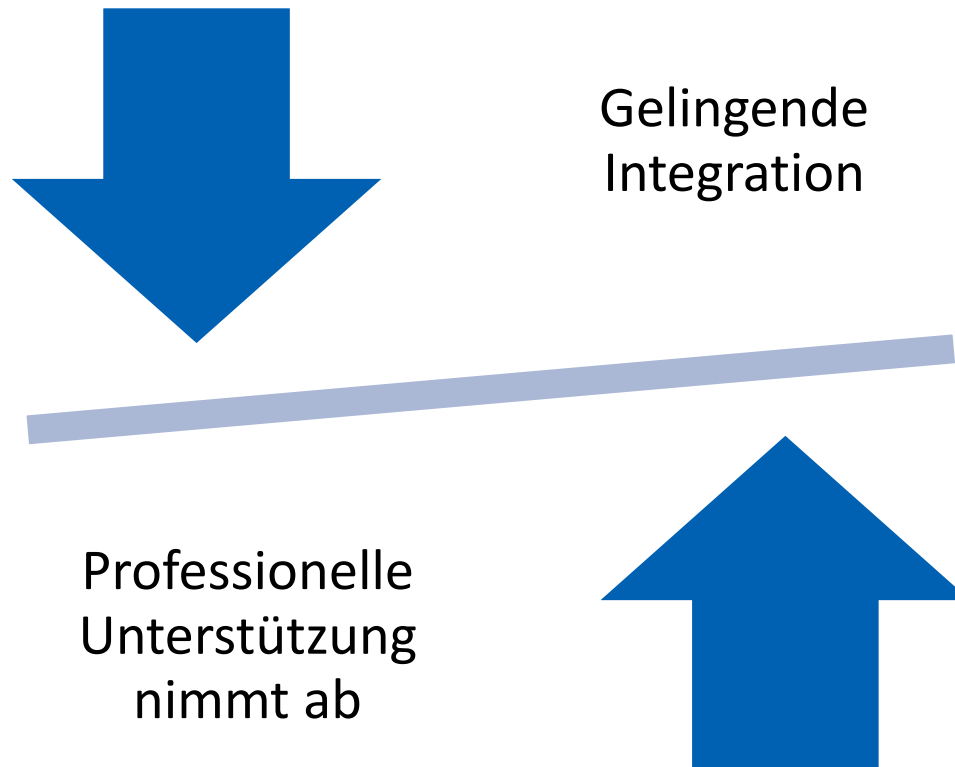 Gelingende
Integration
Professionelle
Unterstützung
nimmt ab